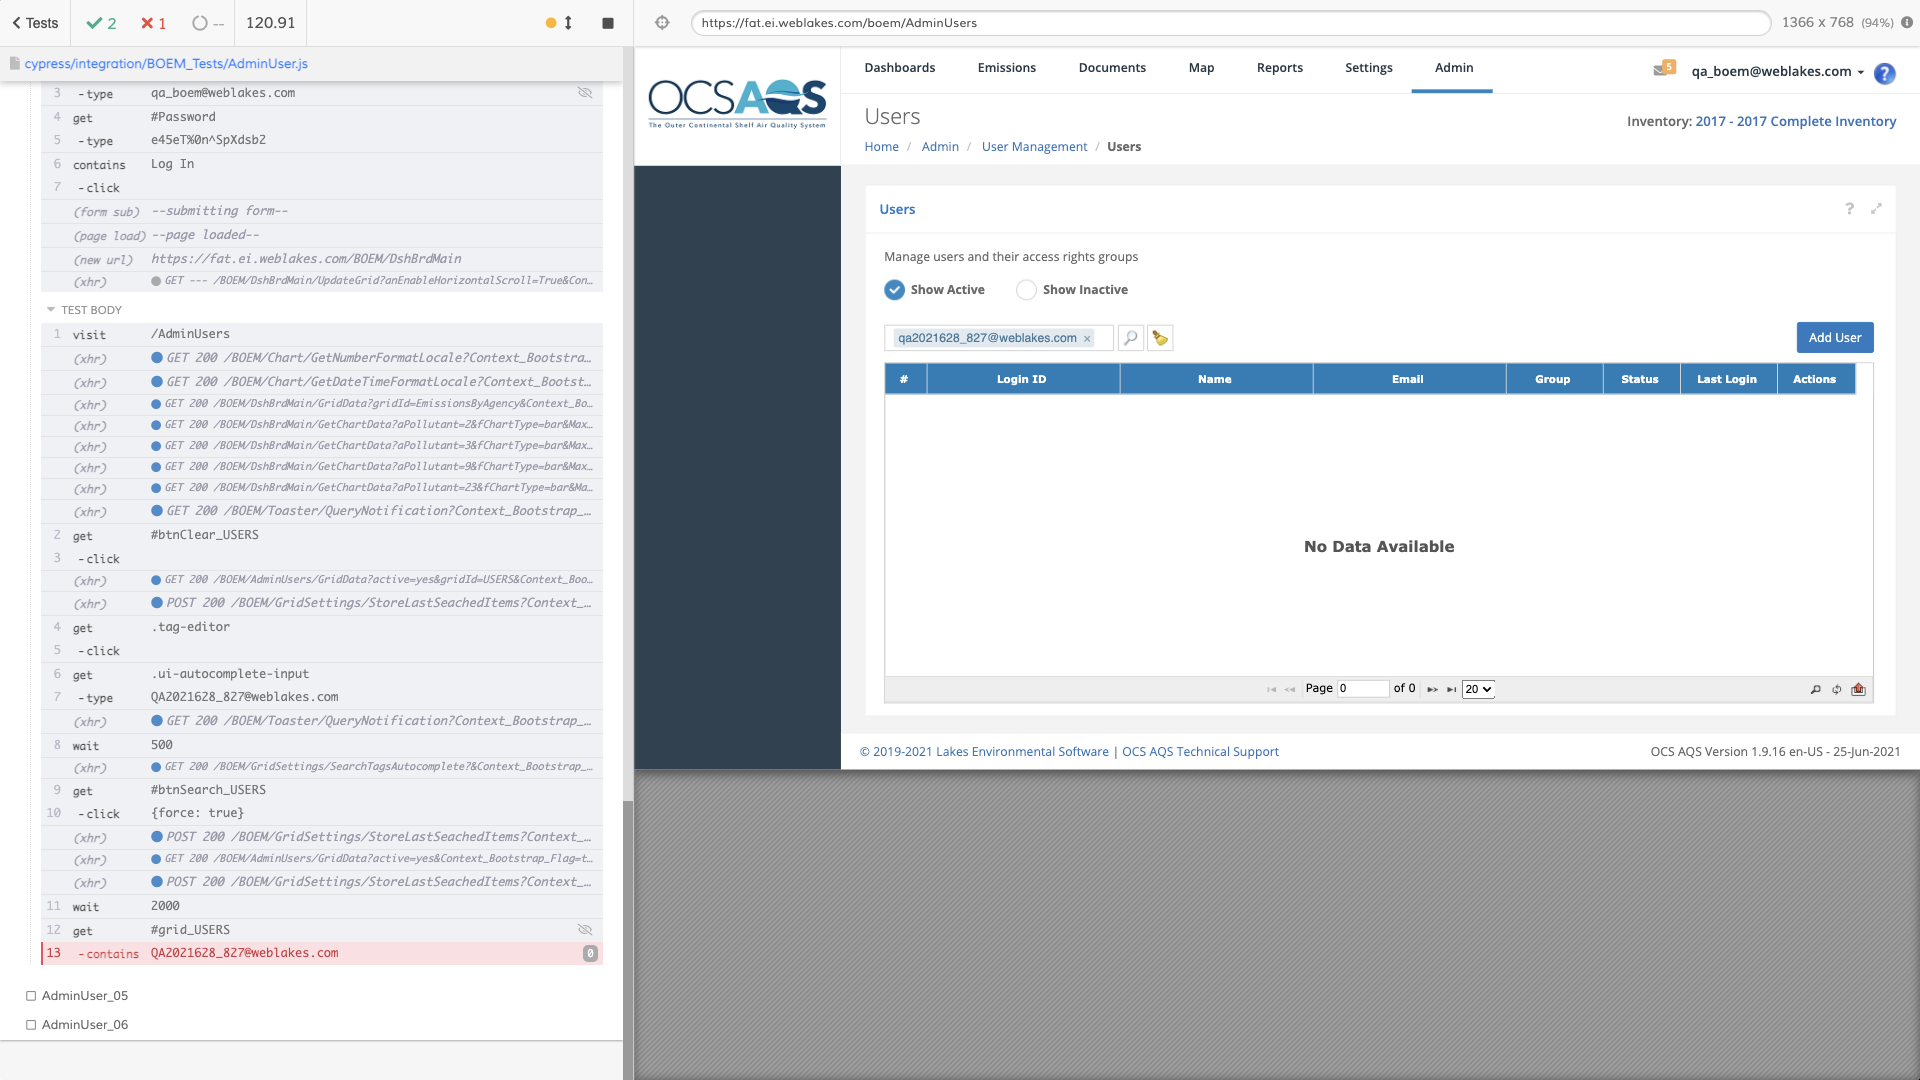 Tests
2
1
--
120.91
cypress/integration/BOEM_Tests/AdminUser.js
3 -type qa_boem@weblakes.com
4 get #Password
5 -type e45eT%0n^SpXdsbZ
6 contains Log In
7 -click
(form sub) --submitting form--
(page load) --page loaded--
(new url) https://fat.ei.weblakes.com/BOEM/DshBrdMain
(xhr) GET --- /BOEM/DshBrdMain/UpdateGrid?anEnableHorizontalScroll=True&Con…
TEST BODY
1 visit /AdminUsers
(xhr) GET 200 /BOEM/Chart/GetNumberFormatLocale?Context_Bootstra…
(xhr) GET 200 /BOEM/Chart/GetDateTimeFormatLocale?Context_Bootst…
(xhr) GET 200 /BOEM/DshBrdMain/GridData?gridId=EmissionsByAgency&Context_Bo…
(xhr) GET 200 /BOEM/DshBrdMain/GetChartData?aPollutant=2&fChartType=bar&Max…
(xhr) GET 200 /BOEM/DshBrdMain/GetChartData?aPollutant=3&fChartType=bar&Max…
(xhr) GET 200 /BOEM/DshBrdMain/GetChartData?aPollutant=9&fChartType=bar&Max…
(xhr) GET 200 /BOEM/DshBrdMain/GetChartData?aPollutant=23&fChartType=bar&Ma…
(xhr) GET 200 /BOEM/Toaster/QueryNotification?Context_Bootstrap_…
2 get #btnClear_USERS
3 -click
(xhr) GET 200 /BOEM/AdminUsers/GridData?active=yes&gridId=USERS&Context_Boo…
(xhr) POST 200 /BOEM/GridSettings/StoreLastSeachedItems?Context_…
4 get .tag-editor
5 -click
6 get .ui-autocomplete-input
7 -type QA2021628_827@weblakes.com
(xhr) GET 200 /BOEM/Toaster/QueryNotification?Context_Bootstrap_…
8 wait 500
(xhr) GET 200 /BOEM/GridSettings/SearchTagsAutocomplete?&Context_Bootstrap_…
9 get #btnSearch_USERS
10 -click {force: true}
(xhr) POST 200 /BOEM/GridSettings/StoreLastSeachedItems?Context_…
(xhr) GET 200 /BOEM/AdminUsers/GridData?active=yes&Context_Bootstrap_Flag=t…
(xhr) POST 200 /BOEM/GridSettings/StoreLastSeachedItems?Context_…
11 wait 2000
12 get #grid_USERS
13 -contains QA2021628_827@weblakes.com 0
AdminUser_05
AdminUser_06
https://fat.ei.weblakes.com/boem/AdminUsers
1366 x 768 (94%)
OCSAQS
The Outer Continental Shelf Air Quality System
Dashboards Emissions Documents Map Reports Settings Admin
5 qa_boem@weblakes.com ?
Users
Inventory: 2017 - 2017 Complete Inventory
Home / Admin / User Management / Users
Users
?
Manage users and their access rights groups
Show Active Show Inactive
qa2021628_827@weblakes.com ×
Add User
# Login ID Name Email Group Status Last Login Actions
No Data Available
Page 0 of 0 20
© 2019-2021 Lakes Environmental Software | OCS AQS Technical Support
OCS AQS Version 1.9.16 en-US - 25-Jun-2021